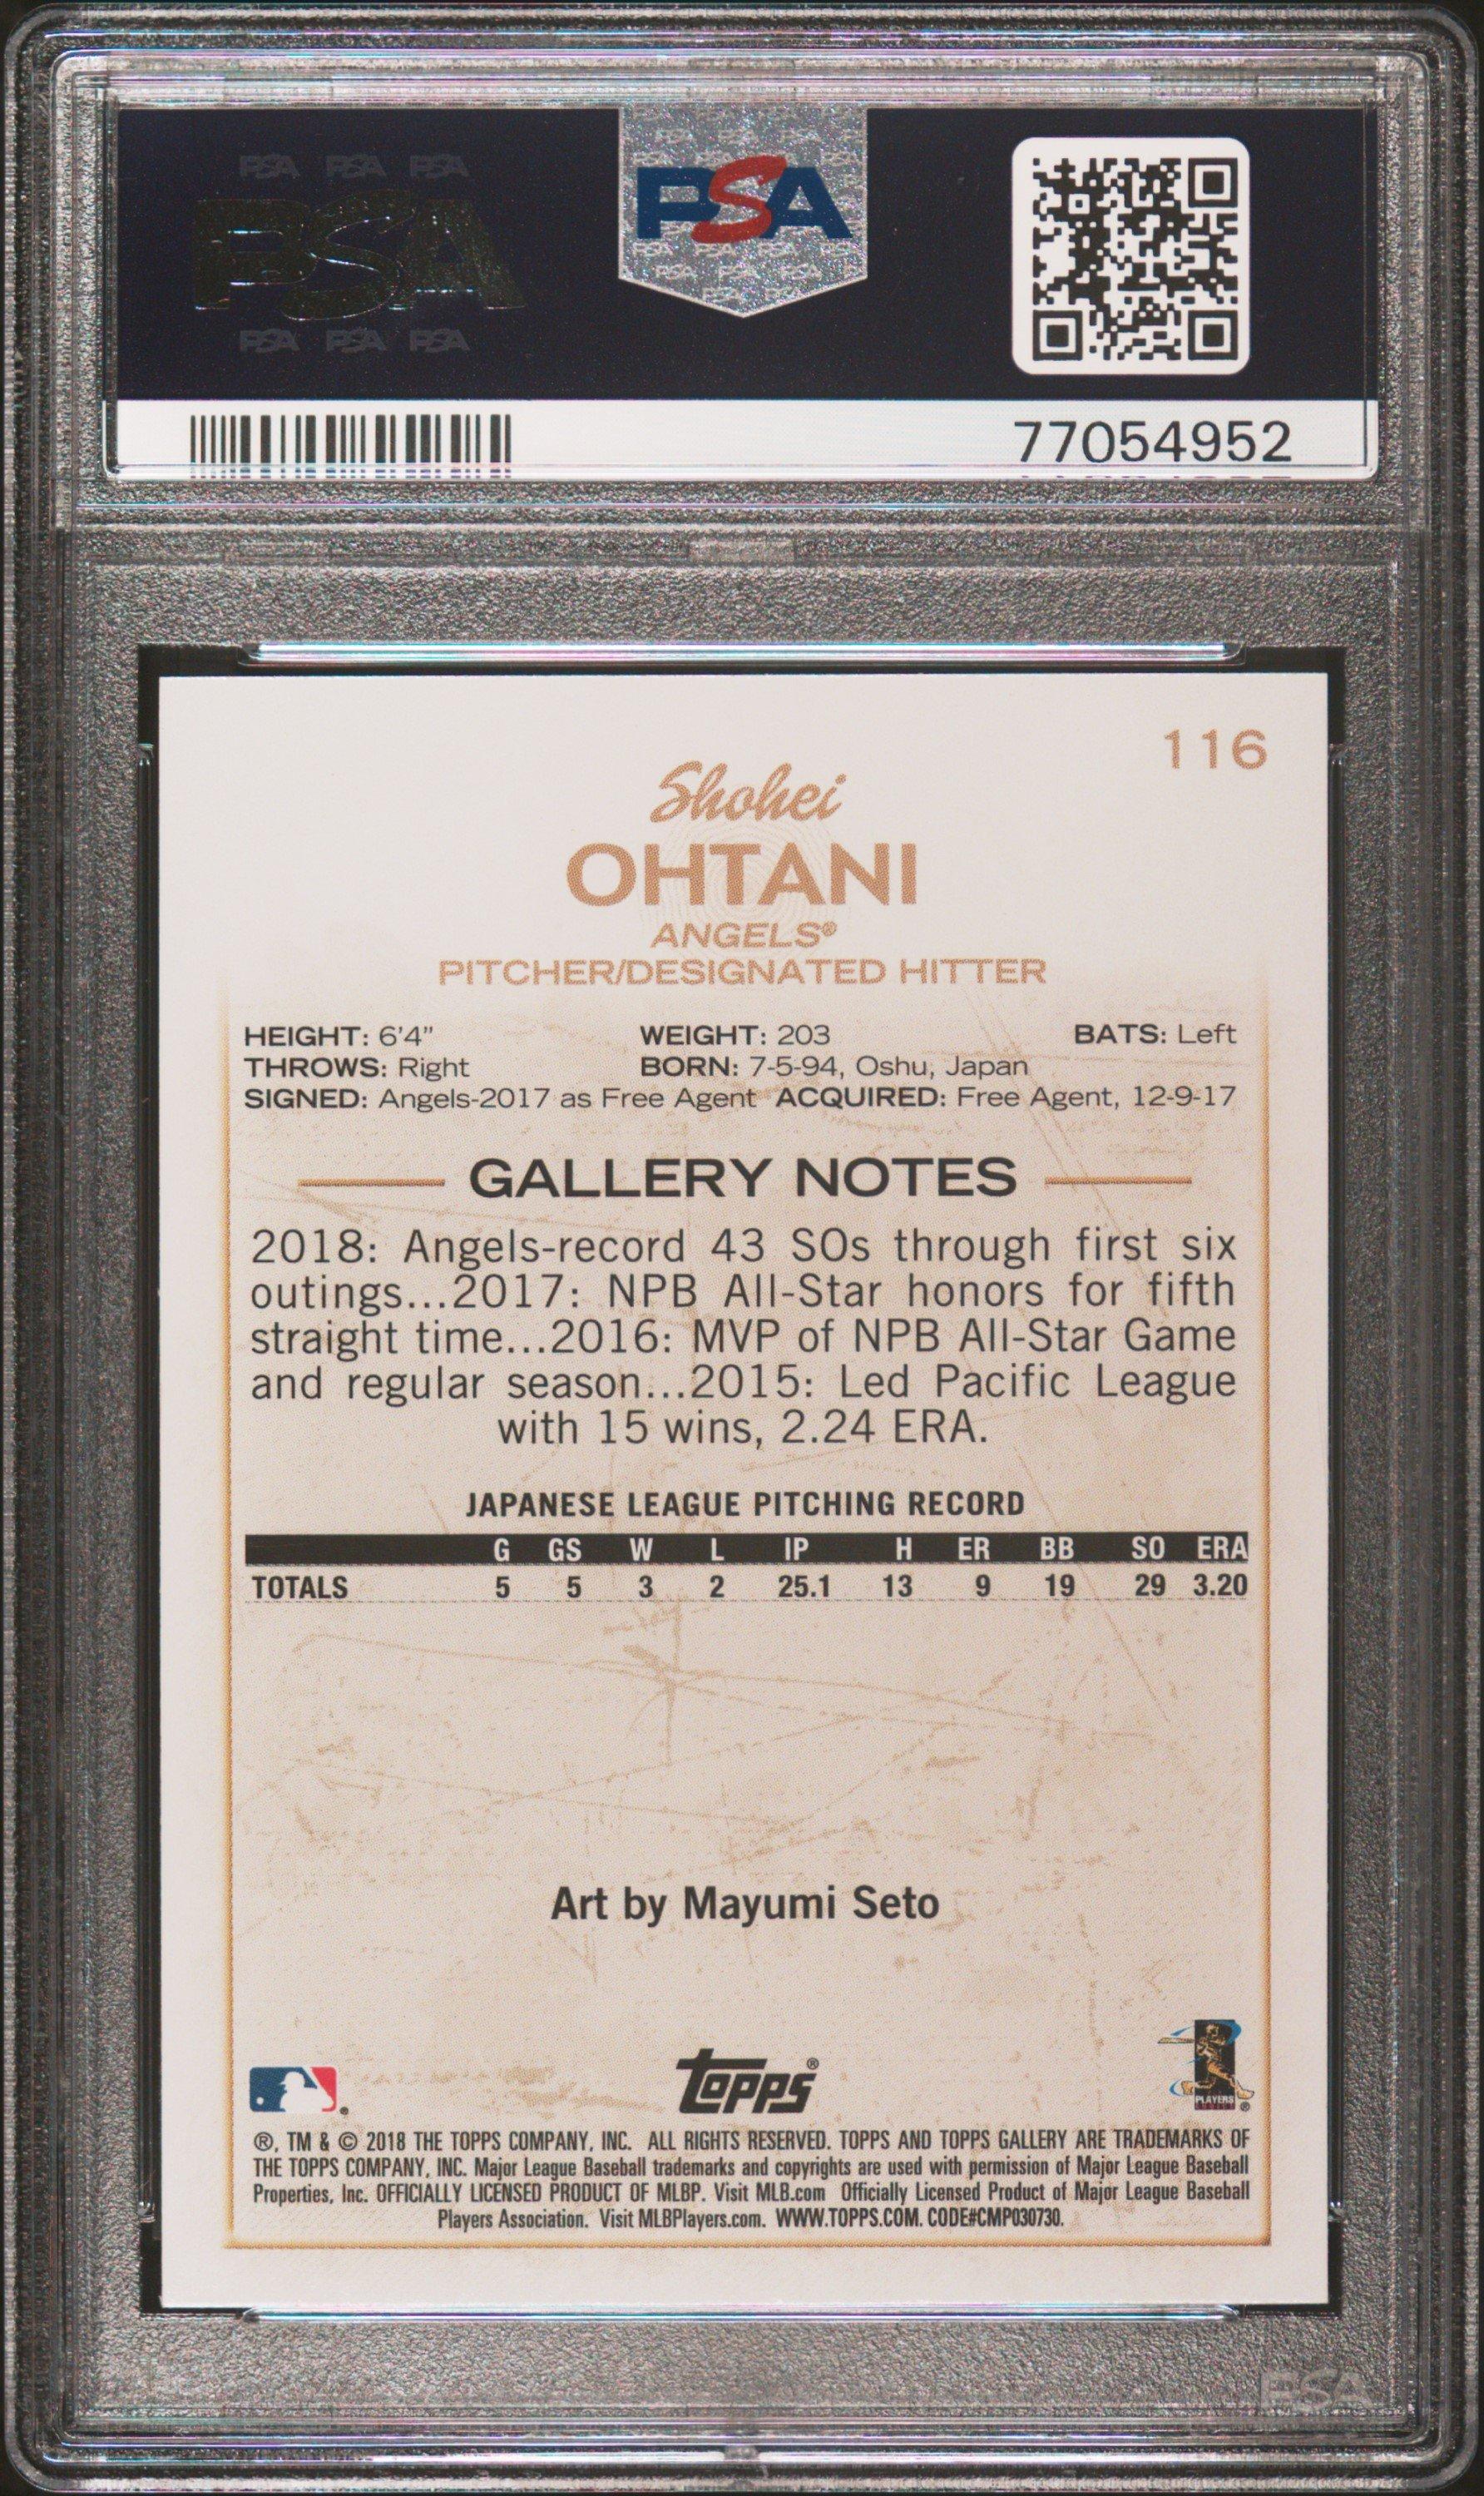 PSA PSA PSA
PSA
PSA PSA PSA
PSA
77054952
116
Shohei
OHTANI
ANGELS®
PITCHER/DESIGNATED HITTER
HEIGHT: 6'4" WEIGHT: 203 BATS: Left
THROWS: Right BORN: 7-5-94, Oshu, Japan
SIGNED: Angels-2017 as Free Agent ACQUIRED: Free Agent, 12-9-17
GALLERY NOTES
2018: Angels-record 43 SOs through first six
outings...2017: NPB All-Star honors for fifth
straight time...2016: MVP of NPB All-Star Game
and regular season...2015: Led Pacific League
with 15 wins, 2.24 ERA.
JAPANESE LEAGUE PITCHING RECORD
G GS W L IP H ER BB SO ERA
TOTALS 5 5 3 2 25.1 13 9 19 29 3.20
Art by Mayumi Seto
topps®
PLAYERS
®, TM & © 2018 THE TOPPS COMPANY, INC. ALL RIGHTS RESERVED. TOPPS AND TOPPS GALLERY ARE TRADEMARKS OF
THE TOPPS COMPANY, INC. Major League Baseball trademarks and copyrights are used with permission of Major League Baseball
Properties, Inc. OFFICIALLY LICENSED PRODUCT OF MLBP. Visit MLB.com Officially Licensed Product of Major League Baseball
Players Association. Visit MLBPlayers.com. WWW.TOPPS.COM. CODE#CMP030730.
PSA